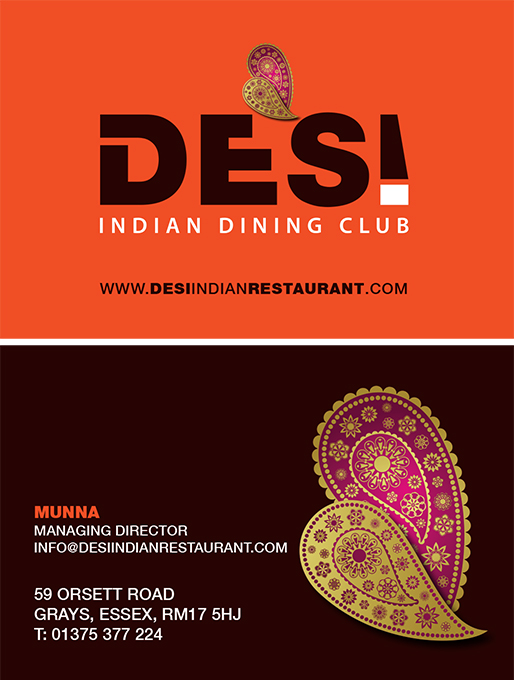 DESI
INDIAN DINING CLUB
WWW.DESIINDIANRESTAURANT.COM
MUNNA
MANAGING DIRECTOR
INFO@DESIINDIANRESTAURANT.COM
59 ORSETT ROAD
GRAYS, ESSEX, RM17 5HJ
T: 01375 377 224